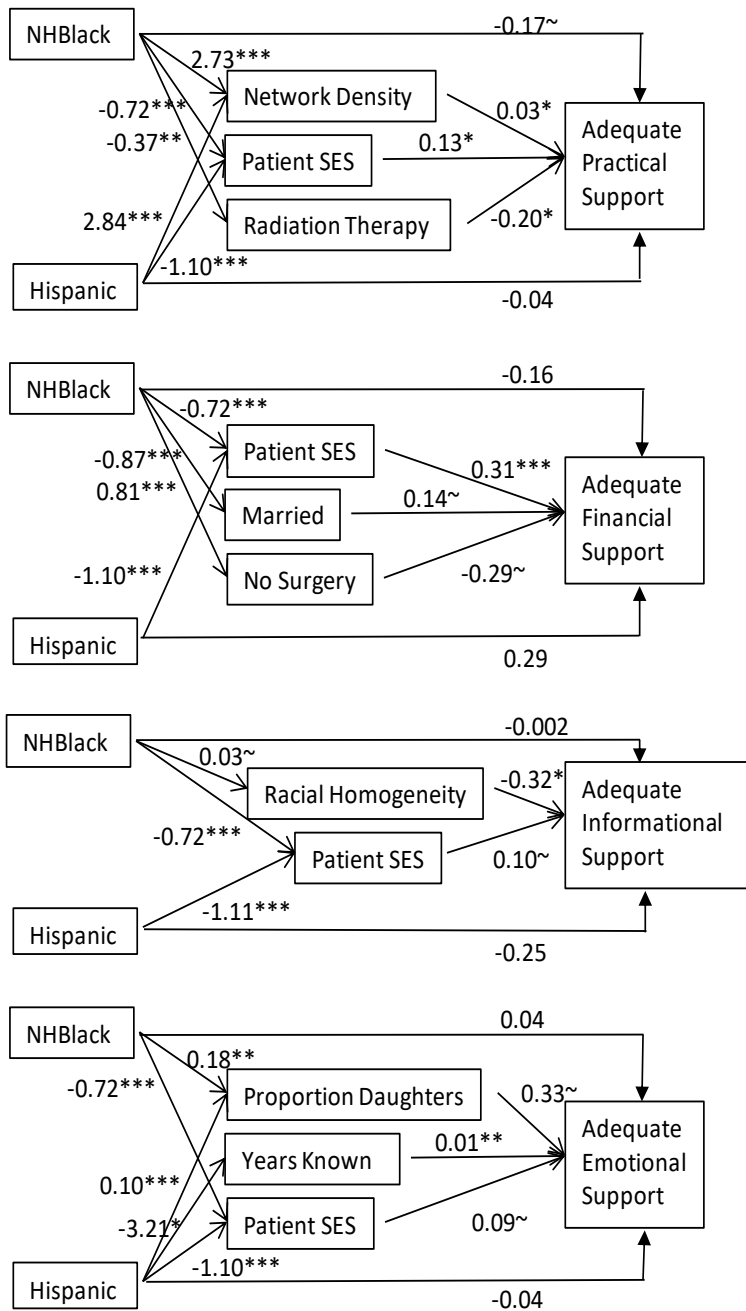 NHBlack
-0.17~
2.73***
Network Density
-0.72***
0.03*
-0.37**
Adequate
Practical
Support
0.13*
Patient SES
2.84***
Radiation Therapy
-0.20*
-1.10***
Hispanic
-0.04
NHBlack
-0.16
-0.72***
Patient SES
-0.87***
0.31***
0.81***
Adequate
Financial
Support
0.14~
Married
-1.10***
No Surgery
-0.29~
Hispanic
0.29
NHBlack
-0.002
0.03~
-0.32*
Racial Homogeneity
Adequate
Informational
Support
-0.72***
Patient SES
0.10~
-1.11***
Hispanic
-0.25
NHBlack
0.04
0.18**
-0.72***
Proportion Daughters
0.33~
Adequate
Emotional
Support
Years Known
0.01**
0.10***
-3.21*
Patient SES
0.09~
-1.10***
Hispanic
-0.04